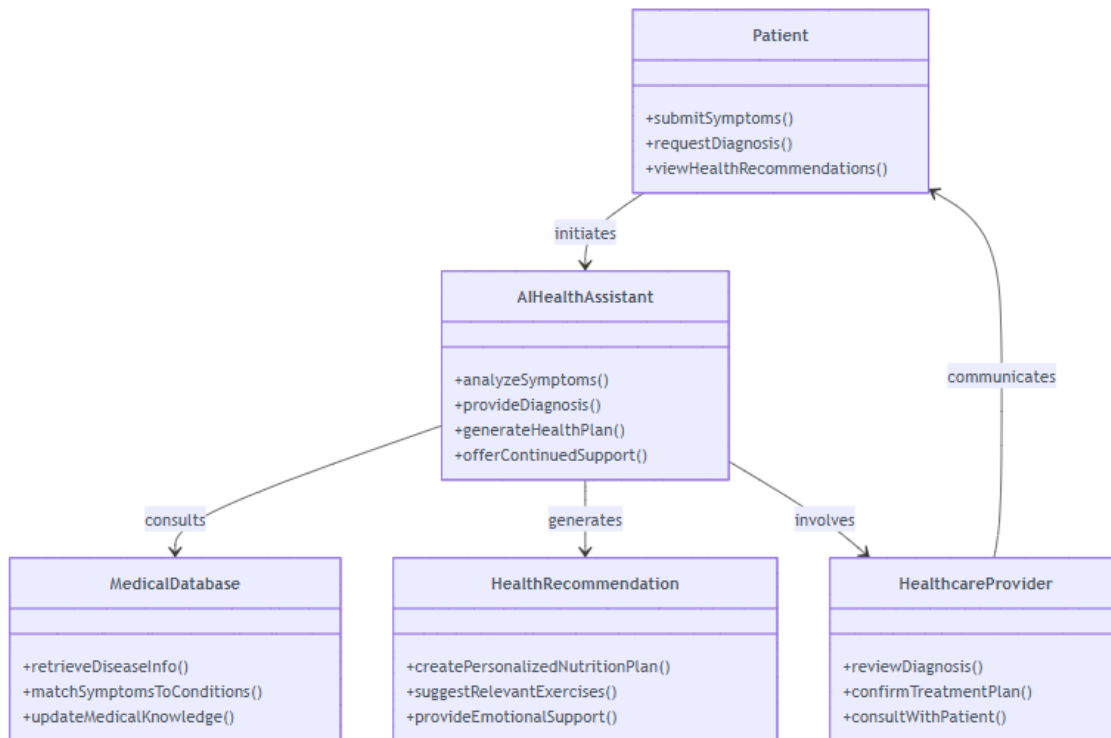 Patient
+submitSymptoms()
+requestDiagnosis()
+viewHealthRecommendations()
initiates
AIHealthAssistant
+analyzeSymptoms()
+provideDiagnosis()
+generateHealthPlan()
+offerContinuedSupport()
communicates
consults
generates
involves
MedicalDatabase
+retrieveDiseaseInfo()
+matchSymptomsToConditions()
+updateMedicalKnowledge()
HealthRecommendation
+createPersonalizedNutritionPlan()
+suggestRelevantExercises()
+provideEmotionalSupport()
HealthcareProvider
+reviewDiagnosis()
+confirmTreatmentPlan()
+consultWithPatient()